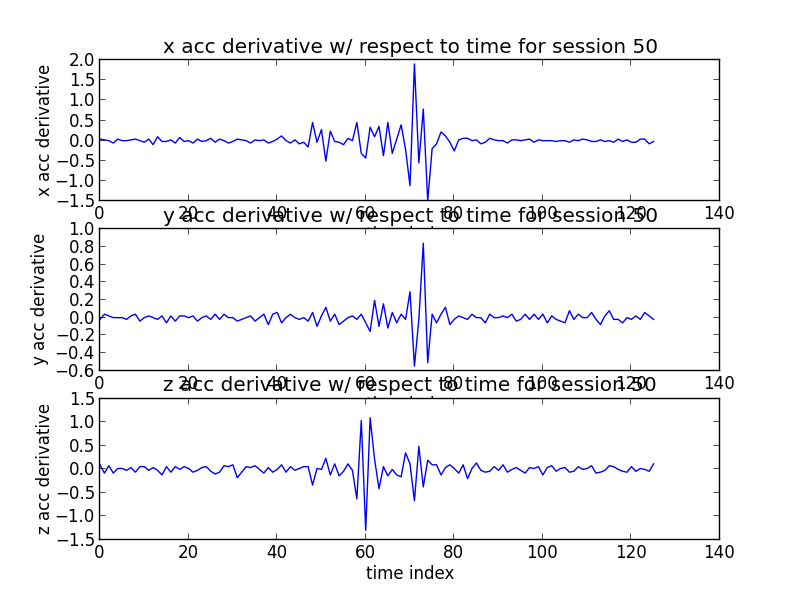 x acc derivative w/ respect to time for session 50
2.0
1.5
1.0
0.5
0.0
−0.5
−1.0
−1.5
x acc derivative
0 20 40 60 80 100 120 140
y acc derivative w/ respect to time for session 50
1.0
0.8
0.6
0.4
0.2
0.0
−0.2
−0.4
−0.6
y acc derivative
0 20 40 60 80 100 120 140
z acc derivative w/ respect to time for session 50
1.5
1.0
0.5
0.0
−0.5
−1.0
−1.5
z acc derivative
0 20 40 60 80 100 120 140
time index